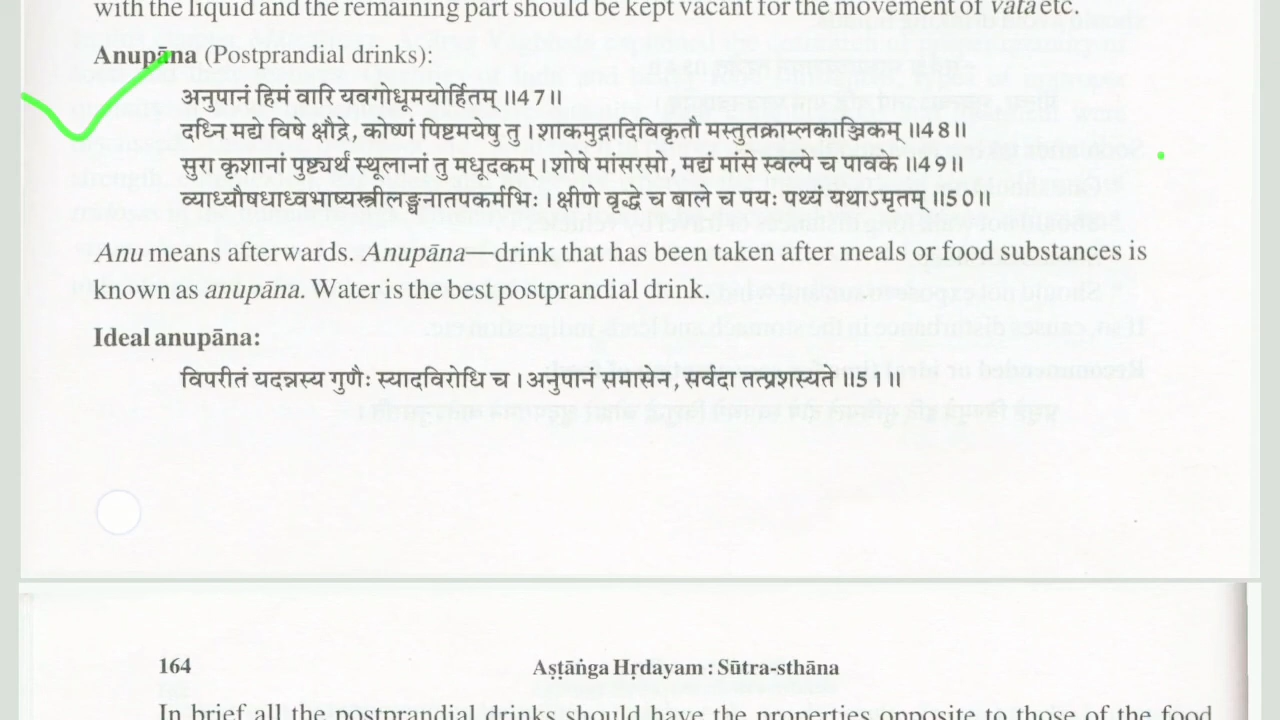 with the liquid and the remaining part should be kept vacant for the movement of vāta etc.
Anupāna (Postprandial drinks):
अनुपानं हिमं वारि यवगोधूमयोर्हितम् ॥47॥
दध्नि मद्ये विषे क्षौद्रे, कोष्णं पिष्टमयेषु तु । शाकमुद्गादिविकृतौ मस्तुतक्राम्लकाञ्जिकम् ॥48॥
सुरा कृशानां पुष्ट्यर्थं स्थूलानां तु मधूदकम् । शोषे मांसरसो, मद्यं मांसे स्वल्पे च पावके ॥49॥
व्याध्यौषधाध्वभाष्यस्त्रीलङ्घनातपकर्मभिः । क्षीणे वृद्धे च बाले च पयः पथ्यं यथाऽमृतम् ॥50॥
Anu means afterwards. Anupāna—drink that has been taken after meals or food substances is
known as anupāna. Water is the best postprandial drink.
Ideal anupāna:
विपरीतं यदन्नस्य गुणैः स्यादविरोधि च । अनुपानं समासेन, सर्वदा तत्प्रशस्यते ॥51॥
164 Aṣṭāṅga Hṛdayam : Sūtra-sthāna
In brief all the postprandial drinks should have the properties opposite to those of the food